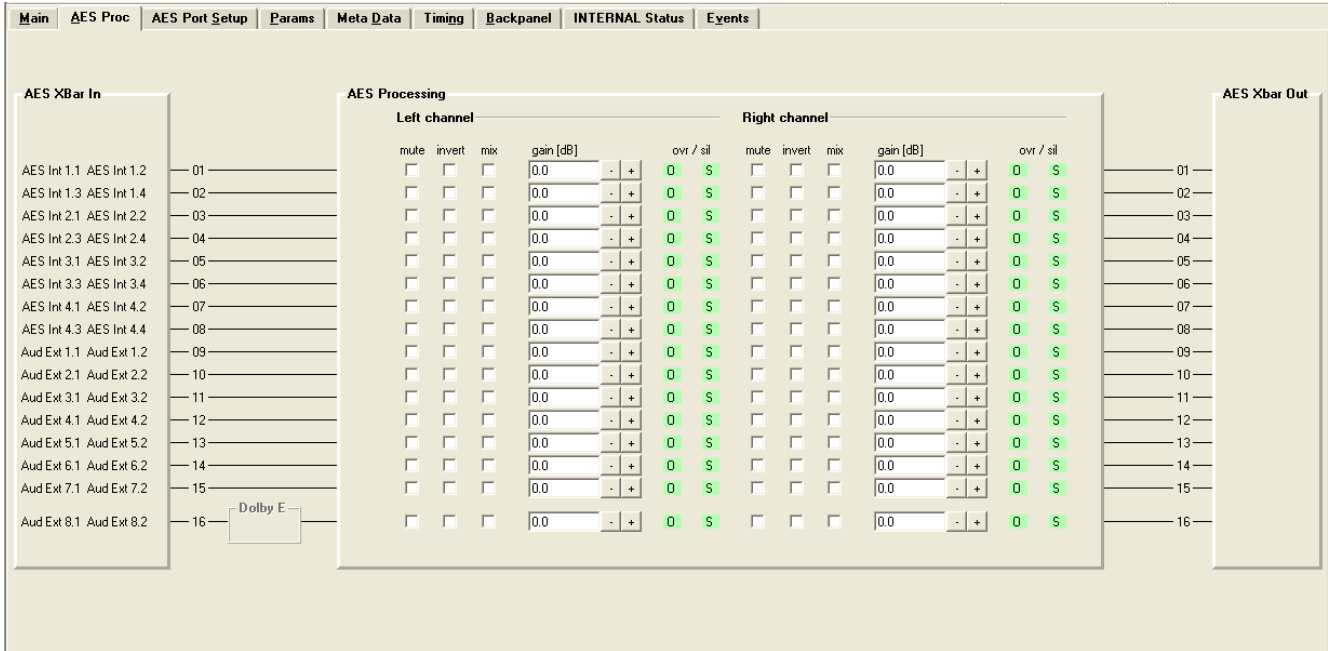 Main AES Proc AES Port Setup Params Meta Data Timing Backpanel INTERNAL Status Events
AES XBar In AES Processing AES Xbar Out
Left channel Right channel
mute invert mix gain [dB] ovr / sil mute invert mix gain [dB] ovr / sil
AES Int 1.1 AES Int 1.2 01 0.0 - + O S 0.0 - + O S 01
AES Int 1.3 AES Int 1.4 02 0.0 - + O S 0.0 - + O S 02
AES Int 2.1 AES Int 2.2 03 0.0 - + O S 0.0 - + O S 03
AES Int 2.3 AES Int 2.4 04 0.0 - + O S 0.0 - + O S 04
AES Int 3.1 AES Int 3.2 05 0.0 - + O S 0.0 - + O S 05
AES Int 3.3 AES Int 3.4 06 0.0 - + O S 0.0 - + O S 06
AES Int 4.1 AES Int 4.2 07 0.0 - + O S 0.0 - + O S 07
AES Int 4.3 AES Int 4.4 08 0.0 - + O S 0.0 - + O S 08
Aud Ext 1.1 Aud Ext 1.2 09 0.0 - + O S 0.0 - + O S 09
Aud Ext 2.1 Aud Ext 2.2 10 0.0 - + O S 0.0 - + O S 10
Aud Ext 3.1 Aud Ext 3.2 11 0.0 - + O S 0.0 - + O S 11
Aud Ext 4.1 Aud Ext 4.2 12 0.0 - + O S 0.0 - + O S 12
Aud Ext 5.1 Aud Ext 5.2 13 0.0 - + O S 0.0 - + O S 13
Aud Ext 6.1 Aud Ext 6.2 14 0.0 - + O S 0.0 - + O S 14
Aud Ext 7.1 Aud Ext 7.2 15 0.0 - + O S 0.0 - + O S 15
Dolby E
Aud Ext 8.1 Aud Ext 8.2 16 0.0 - + O S 0.0 - + O S 16